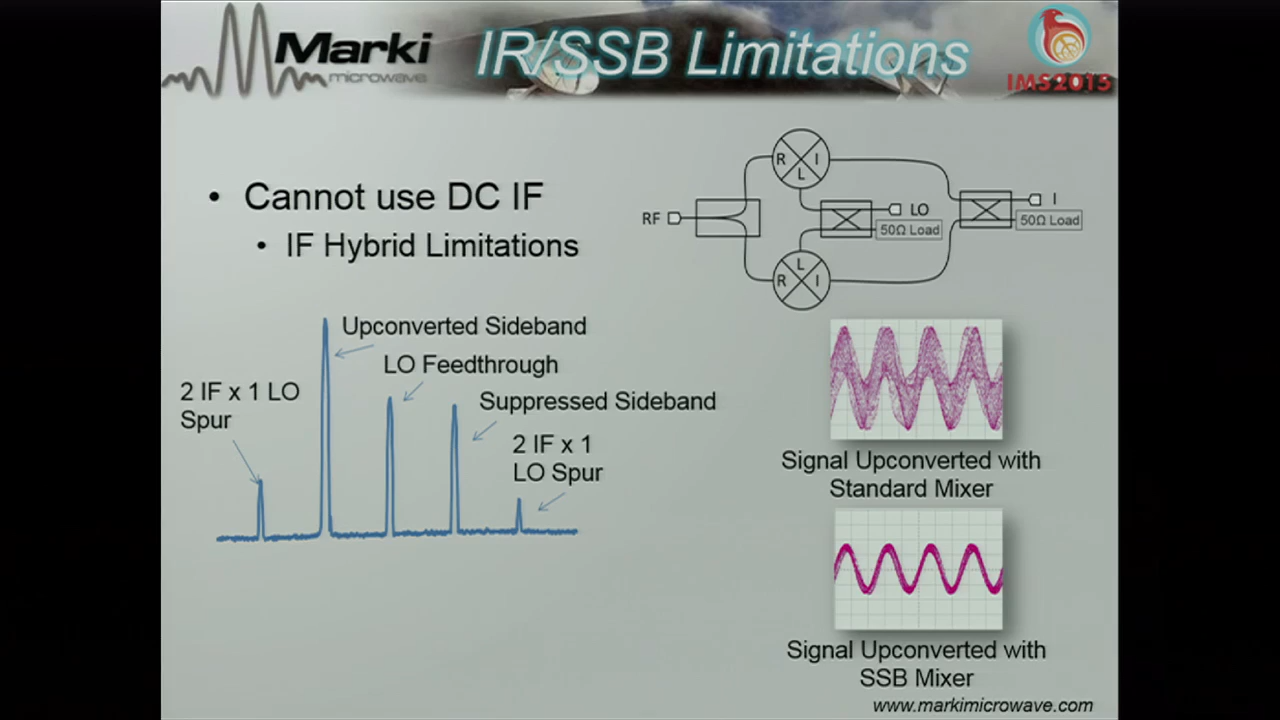 Marki
microwave
IR/SSB Limitations
IMS2015
• Cannot use DC IF
• IF Hybrid Limitations
R
I
L
RF
LO
50Ω Load
I
50Ω Load
L
R
I
Upconverted Sideband
LO Feedthrough
2 IF x 1 LO
Spur
Suppressed Sideband
2 IF x 1
LO Spur
Signal Upconverted with
Standard Mixer
Signal Upconverted with
SSB Mixer
www.markimicrowave.com